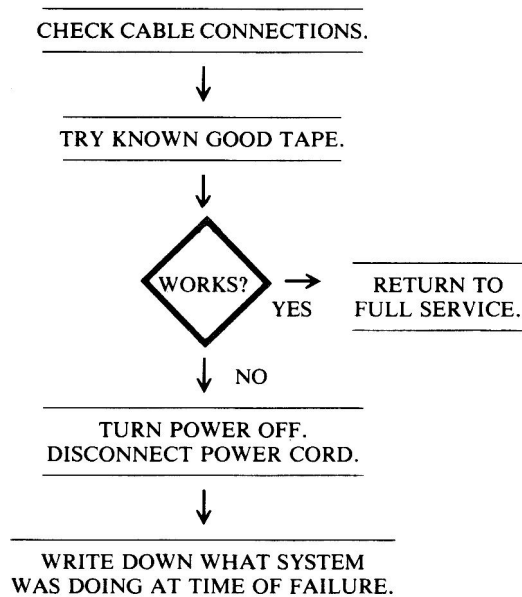 CHECK CABLE CONNECTIONS.
TRY KNOWN GOOD TAPE.
WORKS?
YES
RETURN TO
FULL SERVICE.
NO
TURN POWER OFF.
DISCONNECT POWER CORD.
WRITE DOWN WHAT SYSTEM
WAS DOING AT TIME OF FAILURE.